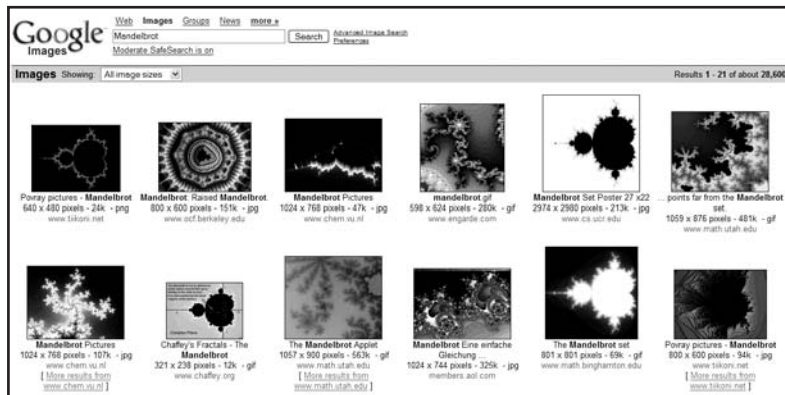 Web Images Groups News more »
Google
Images
Mandelbrot
Search
Advanced Image Search
Preferences
Moderate SafeSearch is on
Images Showing: All image sizes
Results 1 - 21 of about 28,600
Povray pictures - Mandelbrot
640 x 480 pixels - 24k - png
www.tiikoni.net
Mandelbrot: Raised Mandelbrot.
800 x 600 pixels - 151k - jpg
www.ocf.berkeley.edu
Mandelbrot Pictures
1024 x 768 pixels - 47k - jpg
www.chem.vu.nl
mandelbrot.gif
598 x 624 pixels - 280k - gif
www.engarde.com
Mandelbrot Set Poster 27 x22
2974 x 2980 pixels - 213k - jpg
www.cs.ucr.edu
... points far from the Mandelbrot
set.
1059 x 876 pixels - 481k - gif
www.math.utah.edu
Mandelbrot Pictures
1024 x 768 pixels - 107k - jpg
www.chem.vu.nl
[ More results from
www.chem.vu.nl ]
Chaffey's Fractals - The
Mandelbrot
321 x 238 pixels - 12k - gif
www.chaffey.org
The Mandelbrot Applet
1057 x 900 pixels - 563k - gif
www.math.utah.edu
[ More results from
www.math.utah.edu ]
Mandelbrot Eine einfache
Gleichung ...
1024 x 744 pixels - 325k - jpg
members.aol.com
The Mandelbrot set
801 x 801 pixels - 69k - gif
www.math.binghamton.edu
Povray pictures - Mandelbrot
800 x 600 pixels - 94k - jpg
www.tiikoni.net
[ More results from
www.tiikoni.net ]